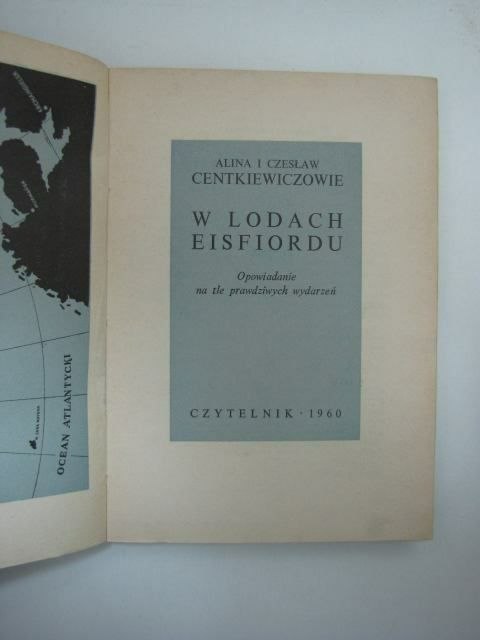 OCEAN ATLANTYCKI
ALINA I CZESŁAW
CENTKIEWICZOWIE
W LODACH
EISFIORDU
Opowiadanie
na tle prawdziwych wydarzeń
CZYTELNIK · 1960